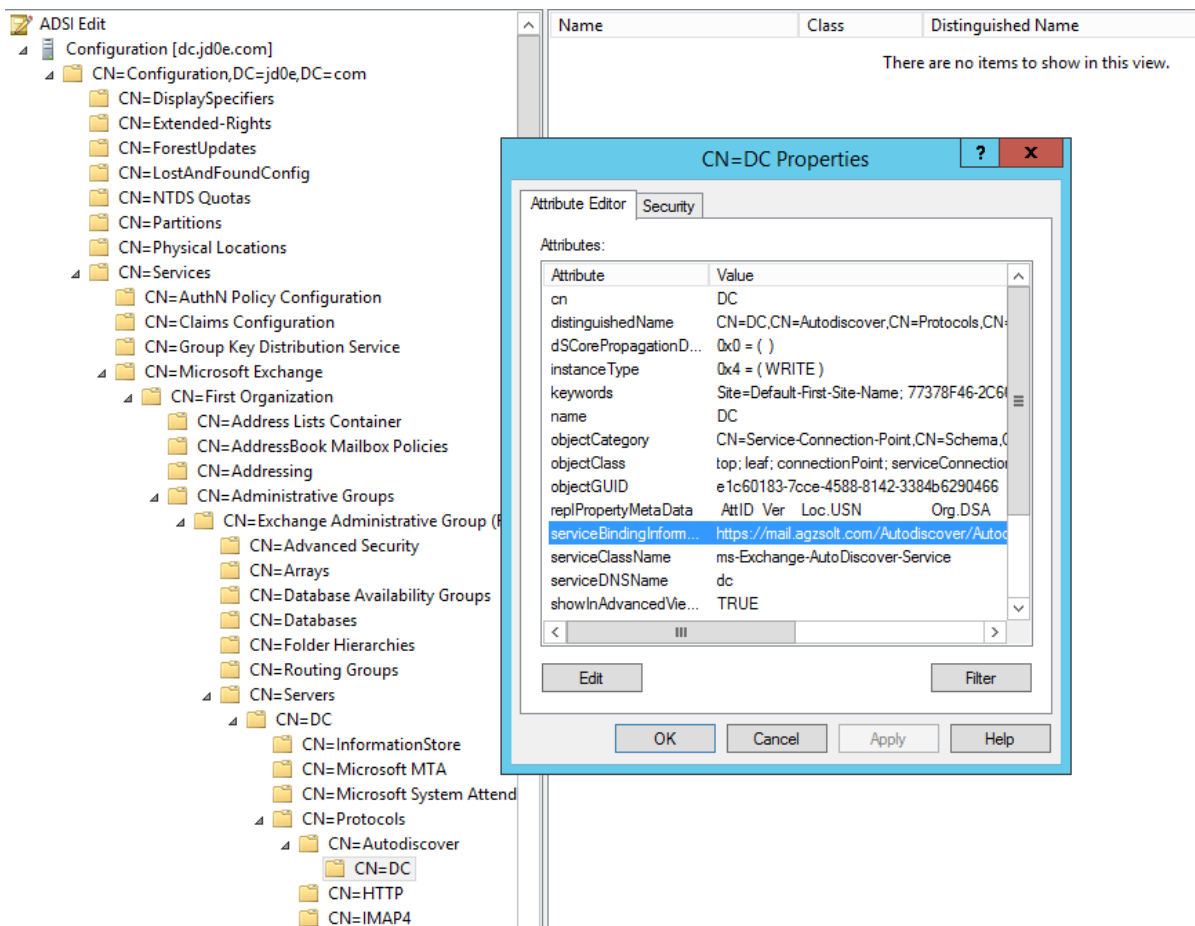 ADSI Edit
Configuration [dc.jd0e.com]
CN=Configuration,DC=jd0e,DC=com
CN=DisplaySpecifiers
CN=Extended-Rights
CN=ForestUpdates
CN=LostAndFoundConfig
CN=NTDS Quotas
CN=Partitions
CN=Physical Locations
CN=Services
CN=AuthN Policy Configuration
CN=Claims Configuration
CN=Group Key Distribution Service
CN=Microsoft Exchange
CN=First Organization
CN=Address Lists Container
CN=AddressBook Mailbox Policies
CN=Addressing
CN=Administrative Groups
CN=Exchange Administrative Group (F
CN=Advanced Security
CN=Arrays
CN=Database Availability Groups
CN=Databases
CN=Folder Hierarchies
CN=Routing Groups
CN=Servers
CN=DC
CN=InformationStore
CN=Microsoft MTA
CN=Microsoft System Attend
CN=Protocols
CN=Autodiscover
CN=DC
CN=HTTP
CN=IMAP4
Name Class Distinguished Name
There are no items to show in this view.
CN=DC Properties ? X
Attribute Editor Security
Attributes:
Attribute Value
cn DC
distinguishedName CN=DC,CN=Autodiscover,CN=Protocols,CN=
dSCorePropagationD... 0x0 = ( )
instanceType 0x4 = ( WRITE )
keywords Site=Default-First-Site-Name; 77378F46-2C6
name DC
objectCategory CN=Service-Connection-Point,CN=Schema,C
objectClass top; leaf; connectionPoint; serviceConnection
objectGUID e1c60183-7cce-4588-8142-3384b6290466
replPropertyMetaData AttID Ver Loc.USN Org.DSA
serviceBindingInform... https://mail.agzsolt.com/Autodiscover/Autoc
serviceClassName ms-Exchange-AutoDiscover-Service
serviceDNSName dc
showInAdvancedVie... TRUE
Edit Filter
OK Cancel Apply Help